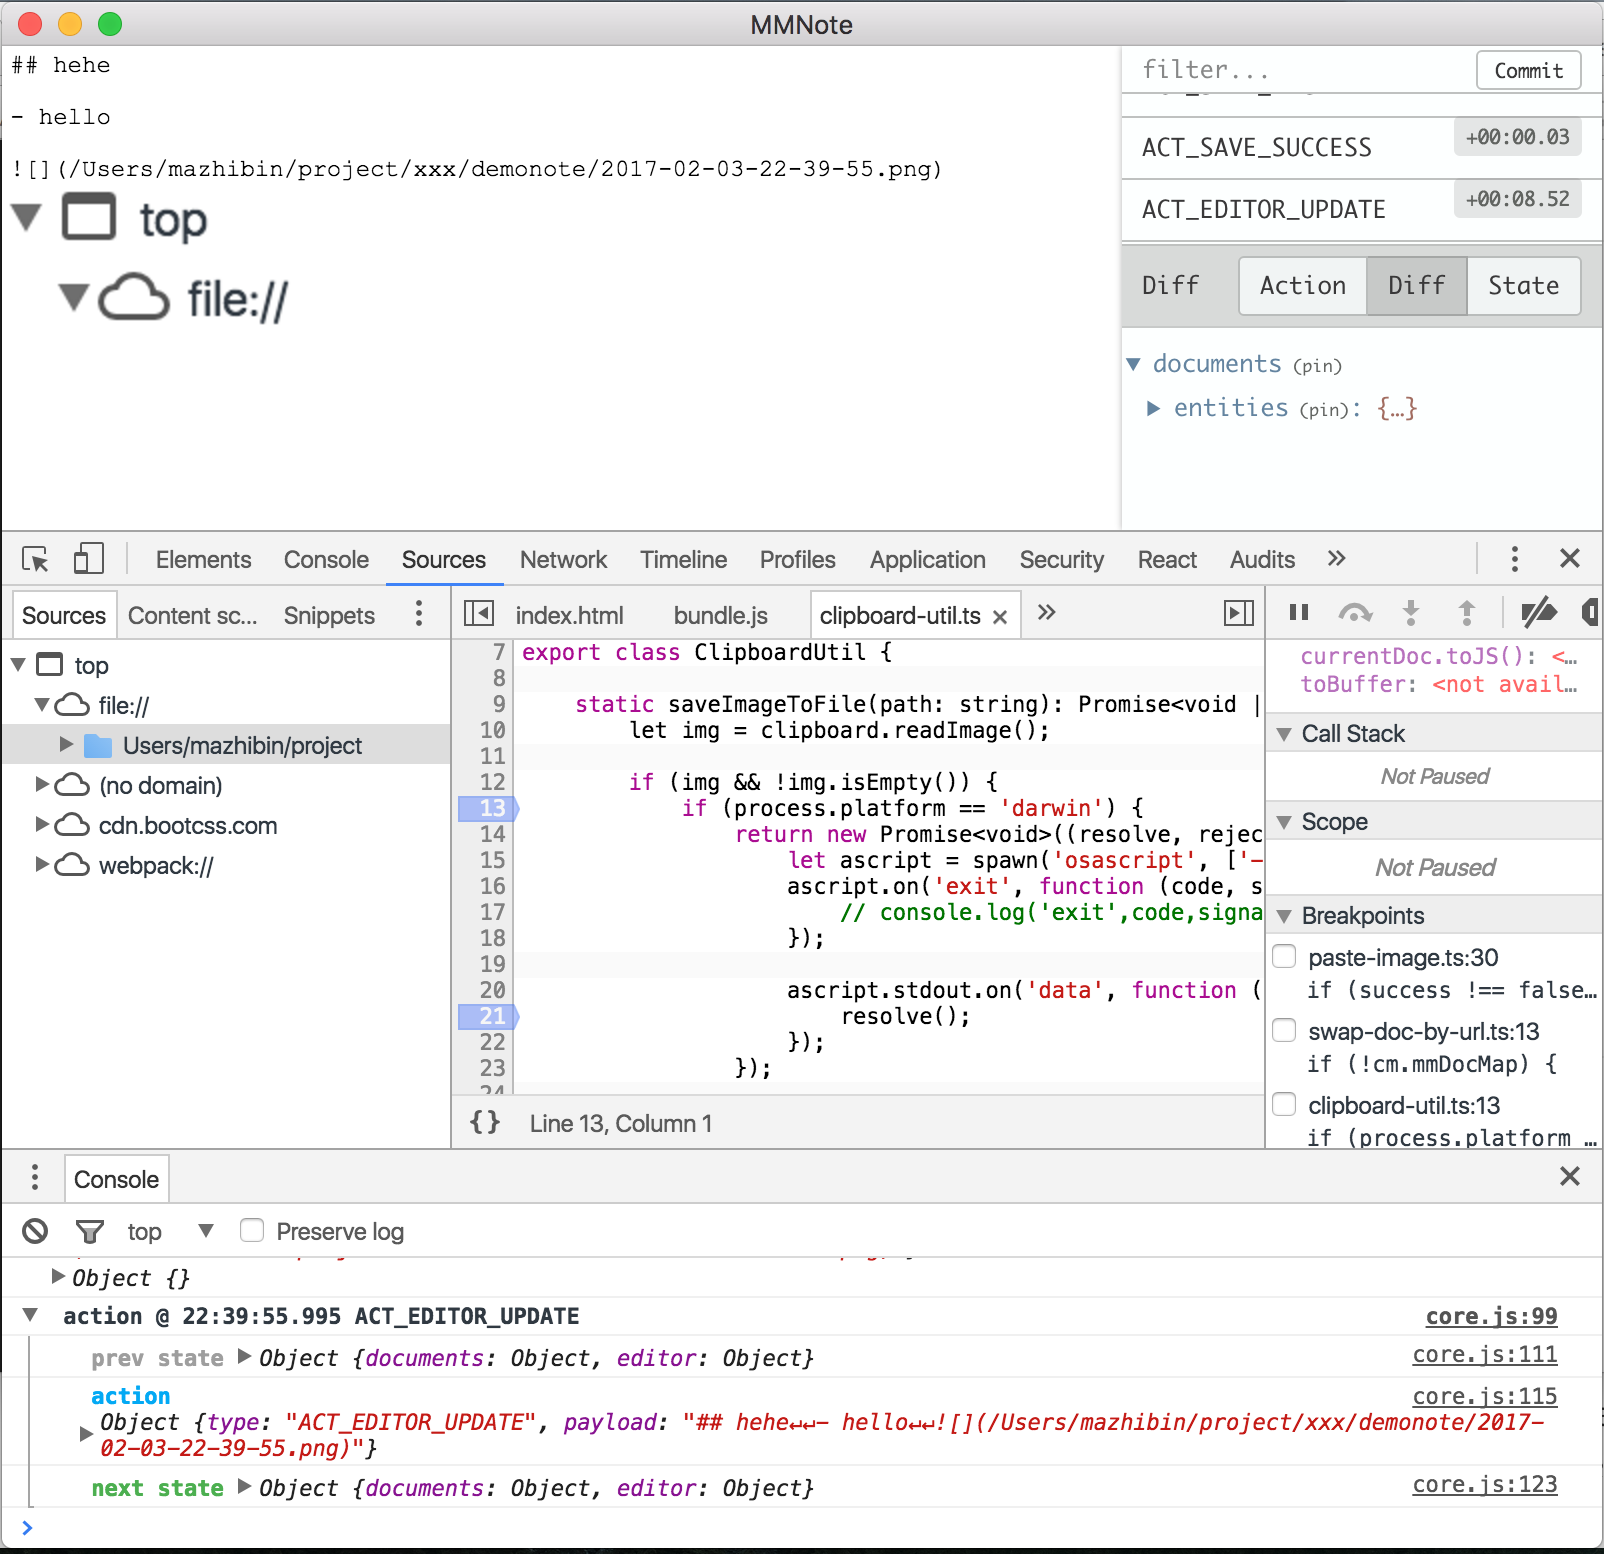 MMNote
## hehe
- hello
![](/Users/mazhibin/project/xxx/demonote/2017-02-03-22-39-55.png)
top
file://
filter...
Commit
ACT_SAVE_SUCCESS
+00:00.03
ACT_EDITOR_UPDATE
+00:08.52
Diff
Action
Diff
State
documents (pin)
entities (pin): {…}
Elements
Console
Sources
Network
Timeline
Profiles
Application
Security
React
Audits
»
Sources
Content sc...
Snippets
index.html
bundle.js
clipboard-util.ts ×
»
top
file://
Users/mazhibin/project
(no domain)
cdn.bootcss.com
webpack://
7 export class ClipboardUtil {
8
9 static saveImageToFile(path: string): Promise<void |
10 let img = clipboard.readImage();
11
12 if (img && !img.isEmpty()) {
13 if (process.platform == 'darwin') {
14 return new Promise<void>((resolve, rejec
15 let ascript = spawn('osascript', ['-
16 ascript.on('exit', function (code, s
17 // console.log('exit',code,signa
18 });
19
20 ascript.stdout.on('data', function (
21 resolve();
22 });
23 });
24
{} Line 13, Column 1
currentDoc.toJS(): <…
toBuffer: <not avail…
Call Stack
Not Paused
Scope
Not Paused
Breakpoints
paste-image.ts:30
if (success !== false…
swap-doc-by-url.ts:13
if (!cm.mmDocMap) {
clipboard-util.ts:13
if (process.platform …
Console
top
Preserve log
Object {}
action @ 22:39:55.995 ACT_EDITOR_UPDATE
core.js:99
prev state Object {documents: Object, editor: Object}
core.js:111
action
core.js:115
Object {type: "ACT_EDITOR_UPDATE", payload: "## hehe↵↵- hello↵↵![](/Users/mazhibin/project/xxx/demonote/2017-
02-03-22-39-55.png)"}
next state Object {documents: Object, editor: Object}
core.js:123